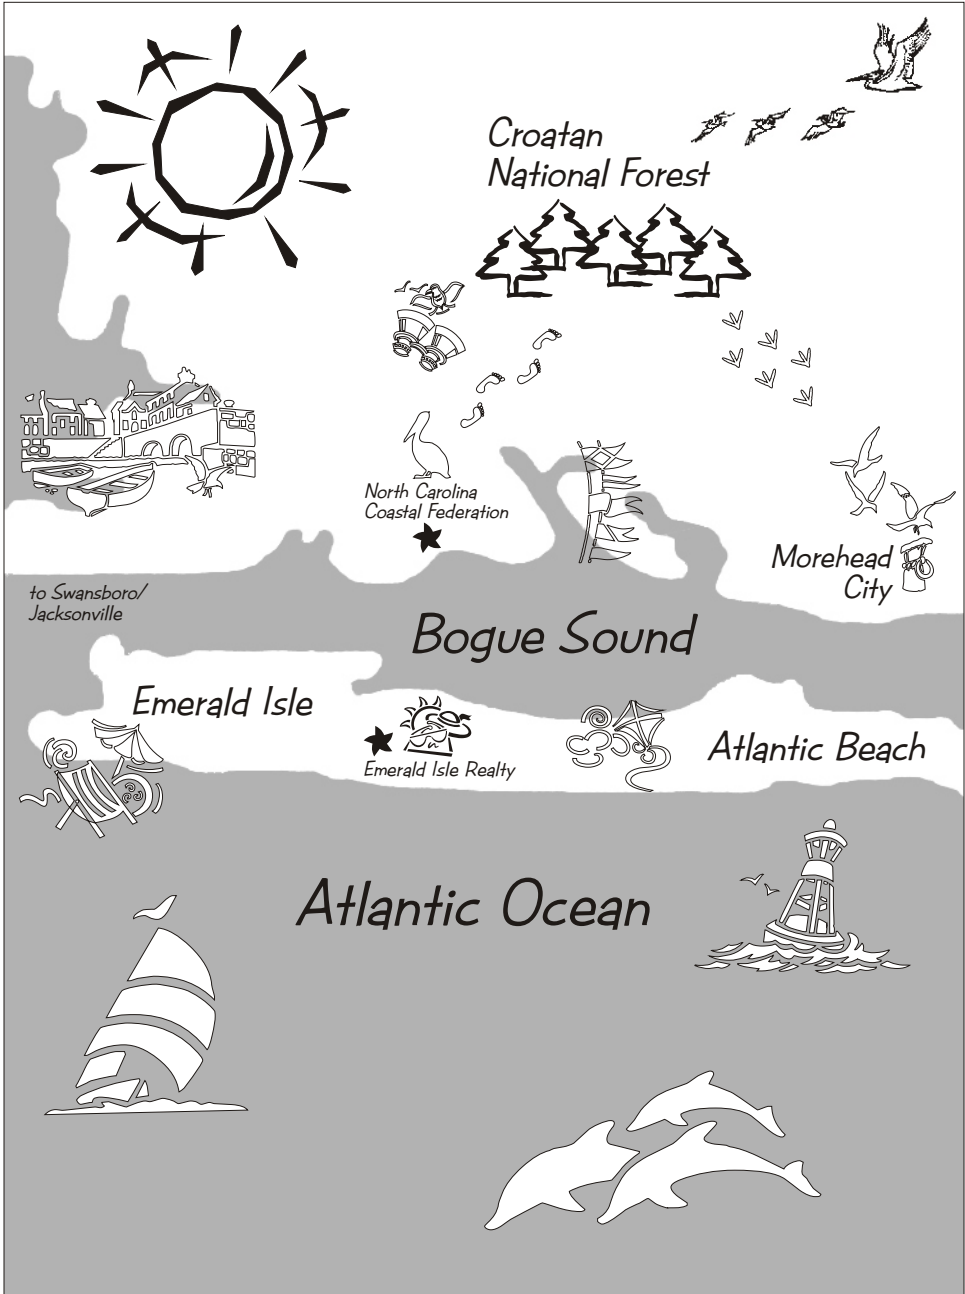 Croatan
National Forest
North Carolina
Coastal Federation
Morehead
City
to Swansboro/
Jacksonville
Bogue Sound
Emerald Isle
Emerald Isle Realty
Atlantic Beach
Atlantic Ocean